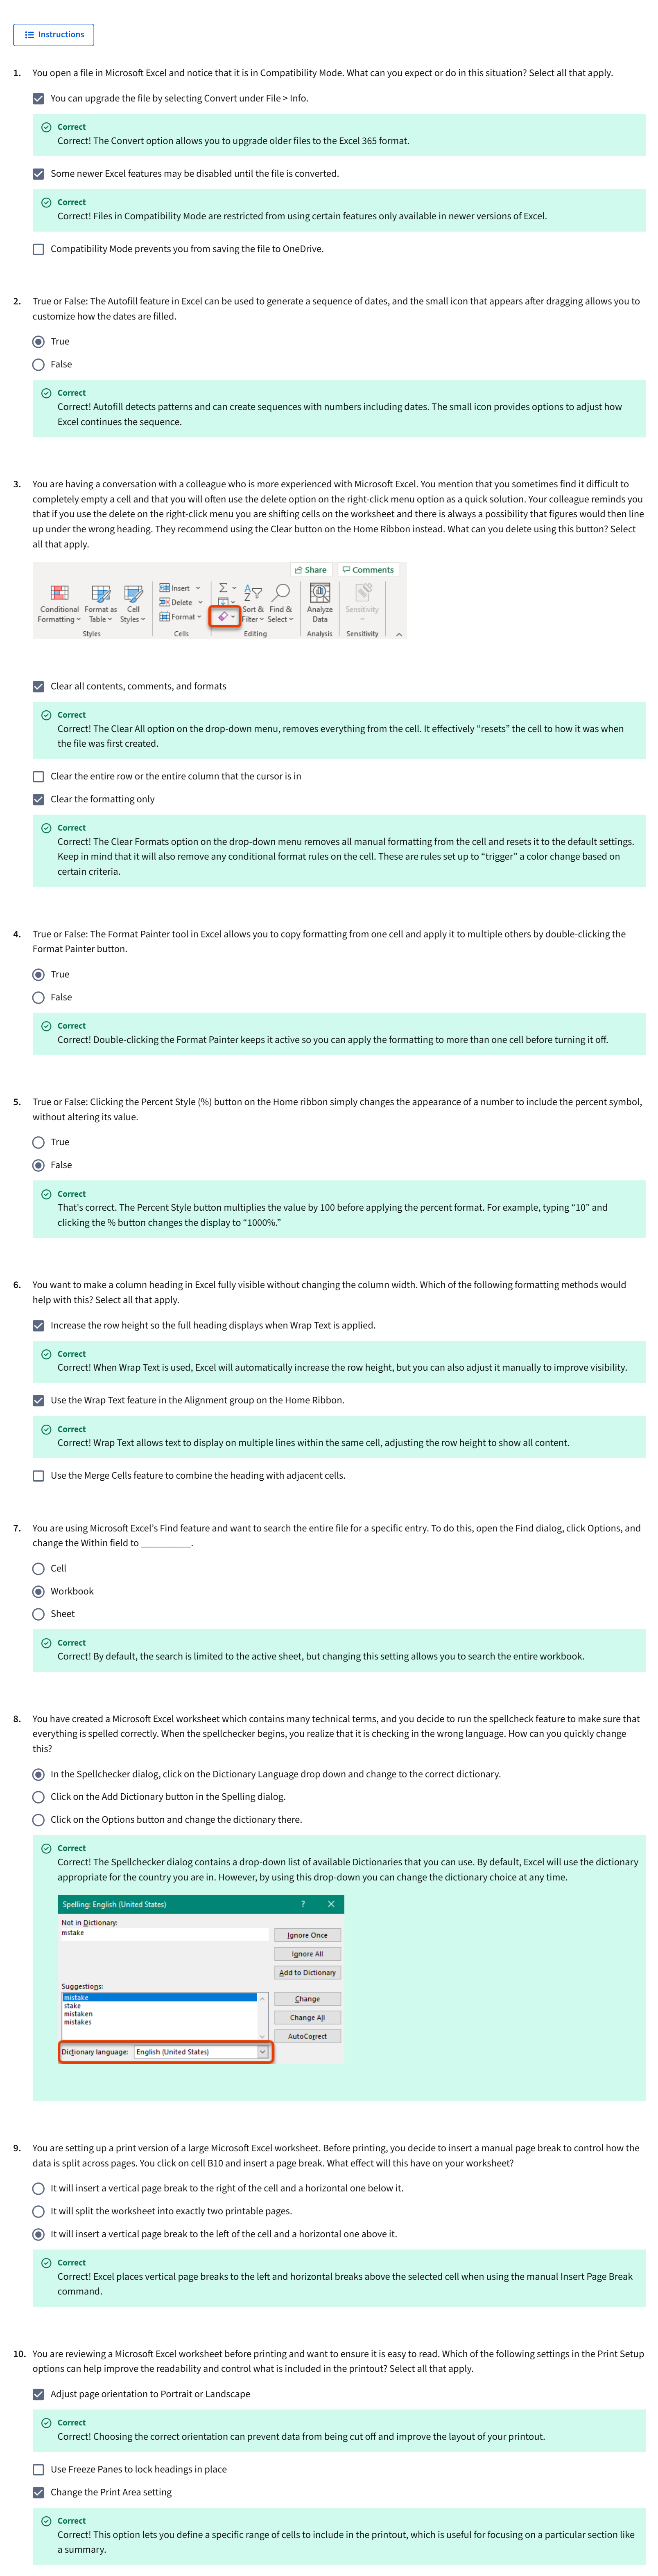 Instructions
1. You open a file in Microsoft Excel and notice that it is in Compatibility Mode. What can you expect or do in this situation? Select all that apply.
You can upgrade the file by selecting Convert under File > Info.
Correct
Correct! The Convert option allows you to upgrade older files to the Excel 365 format.
Some newer Excel features may be disabled until the file is converted.
Correct
Correct! Files in Compatibility Mode are restricted from using certain features only available in newer versions of Excel.
Compatibility Mode prevents you from saving the file to OneDrive.
2. True or False: The Autofill feature in Excel can be used to generate a sequence of dates, and the small icon that appears after dragging allows you to
customize how the dates are filled.
True
False
Correct
Correct! Autofill detects patterns and can create sequences with numbers including dates. The small icon provides options to adjust how
Excel continues the sequence.
3. You are having a conversation with a colleague who is more experienced with Microsoft Excel. You mention that you sometimes find it difficult to
completely empty a cell and that you will often use the delete option on the right-click menu option as a quick solution. Your colleague reminds you
that if you use the delete on the right-click menu you are shifting cells on the worksheet and there is always a possibility that figures would then line
up under the wrong heading. They recommend using the Clear button on the Home Ribbon instead. What can you delete using this button? Select
all that apply.
Share Comments
Insert
Delete
Format
Conditional Format as Cell
Formatting Table Styles
Sort & Find &
Filter Select
Analyze
Data
Sensitivity
Styles Cells Editing Analysis Sensitivity
Clear all contents, comments, and formats
Correct
Correct! The Clear All option on the drop-down menu, removes everything from the cell. It effectively “resets” the cell to how it was when
the file was first created.
Clear the entire row or the entire column that the cursor is in
Clear the formatting only
Correct
Correct! The Clear Formats option on the drop-down menu removes all manual formatting from the cell and resets it to the default settings.
Keep in mind that it will also remove any conditional format rules on the cell. These are rules set up to “trigger” a color change based on
certain criteria.
4. True or False: The Format Painter tool in Excel allows you to copy formatting from one cell and apply it to multiple others by double-clicking the
Format Painter button.
True
False
Correct
Correct! Double-clicking the Format Painter keeps it active so you can apply the formatting to more than one cell before turning it off.
5. True or False: Clicking the Percent Style (%) button on the Home ribbon simply changes the appearance of a number to include the percent symbol,
without altering its value.
True
False
Correct
That's correct. The Percent Style button multiplies the value by 100 before applying the percent format. For example, typing “10” and
clicking the % button changes the display to “1000%.”
6. You want to make a column heading in Excel fully visible without changing the column width. Which of the following formatting methods would
help with this? Select all that apply.
Increase the row height so the full heading displays when Wrap Text is applied.
Correct
Correct! When Wrap Text is used, Excel will automatically increase the row height, but you can also adjust it manually to improve visibility.
Use the Wrap Text feature in the Alignment group on the Home Ribbon.
Correct
Correct! Wrap Text allows text to display on multiple lines within the same cell, adjusting the row height to show all content.
Use the Merge Cells feature to combine the heading with adjacent cells.
7. You are using Microsoft Excel's Find feature and want to search the entire file for a specific entry. To do this, open the Find dialog, click Options, and
change the Within field to __________.
Cell
Workbook
Sheet
Correct
Correct! By default, the search is limited to the active sheet, but changing this setting allows you to search the entire workbook.
8. You have created a Microsoft Excel worksheet which contains many technical terms, and you decide to run the spellcheck feature to make sure that
everything is spelled correctly. When the spellchecker begins, you realize that it is checking in the wrong language. How can you quickly change
this?
In the Spellchecker dialog, click on the Dictionary Language drop down and change to the correct dictionary.
Click on the Add Dictionary button in the Spelling dialog.
Click on the Options button and change the dictionary there.
Correct
Correct! The Spellchecker dialog contains a drop-down list of available Dictionaries that you can use. By default, Excel will use the dictionary
appropriate for the country you are in. However, by using this drop-down you can change the dictionary choice at any time.
Spelling: English (United States) ? ×
Not in Dictionary:
mstake
Ignore Once
Ignore All
Add to Dictionary
Suggestions:
mistake
stake
mistaken
mistakes
Change
Change All
AutoCorrect
Dictionary language: English (United States)
9. You are setting up a print version of a large Microsoft Excel worksheet. Before printing, you decide to insert a manual page break to control how the
data is split across pages. You click on cell B10 and insert a page break. What effect will this have on your worksheet?
It will insert a vertical page break to the right of the cell and a horizontal one below it.
It will split the worksheet into exactly two printable pages.
It will insert a vertical page break to the left of the cell and a horizontal one above it.
Correct
Correct! Excel places vertical page breaks to the left and horizontal breaks above the selected cell when using the manual Insert Page Break
command.
10. You are reviewing a Microsoft Excel worksheet before printing and want to ensure it is easy to read. Which of the following settings in the Print Setup
options can help improve the readability and control what is included in the printout? Select all that apply.
Adjust page orientation to Portrait or Landscape
Correct
Correct! Choosing the correct orientation can prevent data from being cut off and improve the layout of your printout.
Use Freeze Panes to lock headings in place
Change the Print Area setting
Correct
Correct! This option lets you define a specific range of cells to include in the printout, which is useful for focusing on a particular section like
a summary.